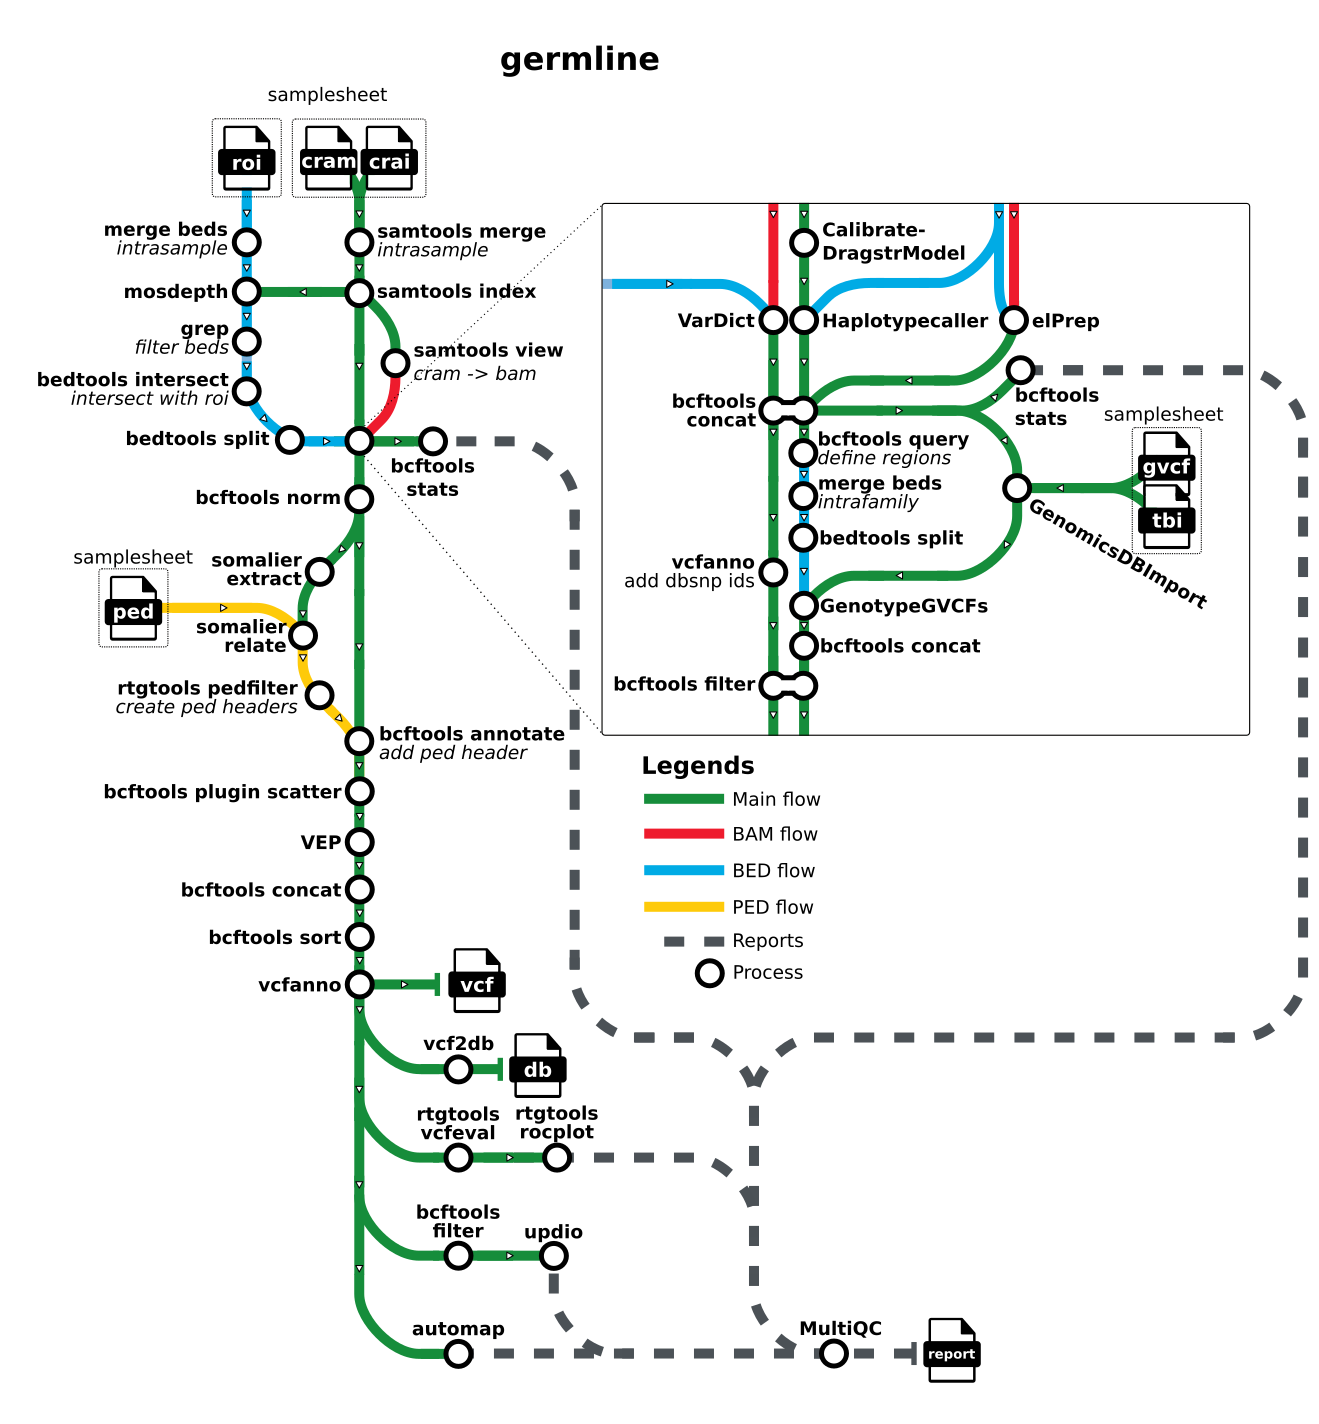 germline
samplesheet
roi
cram
crai
merge beds
intrasample
samtools merge
intrasample
mosdepth
samtools index
grep
filter beds
samtools view
cram -> bam
bedtools intersect
intersect with roi
bedtools split
bcftools
stats
bcftools norm
samplesheet
ped
somalier
extract
somalier
relate
rtgtools pedfilter
create ped headers
bcftools annotate
add ped header
bcftools plugin scatter
VEP
bcftools concat
bcftools sort
vcfanno
vcf
vcf2db
db
rtgtools
vcfeval
rtgtools
rocplot
bcftools
filter
updio
automap
MultiQC
report
Calibrate-
DragstrModel
VarDict
Haplotypecaller
elPrep
bcftools
concat
bcftools
stats
samplesheet
gvcf
tbi
bcftools query
define regions
merge beds
intrafamily
bedtools split
GenomicsDBImport
vcfanno
add dbsnp ids
GenotypeGVCFs
bcftools concat
bcftools filter
Legends
Main flow
BAM flow
BED flow
PED flow
Reports
Process